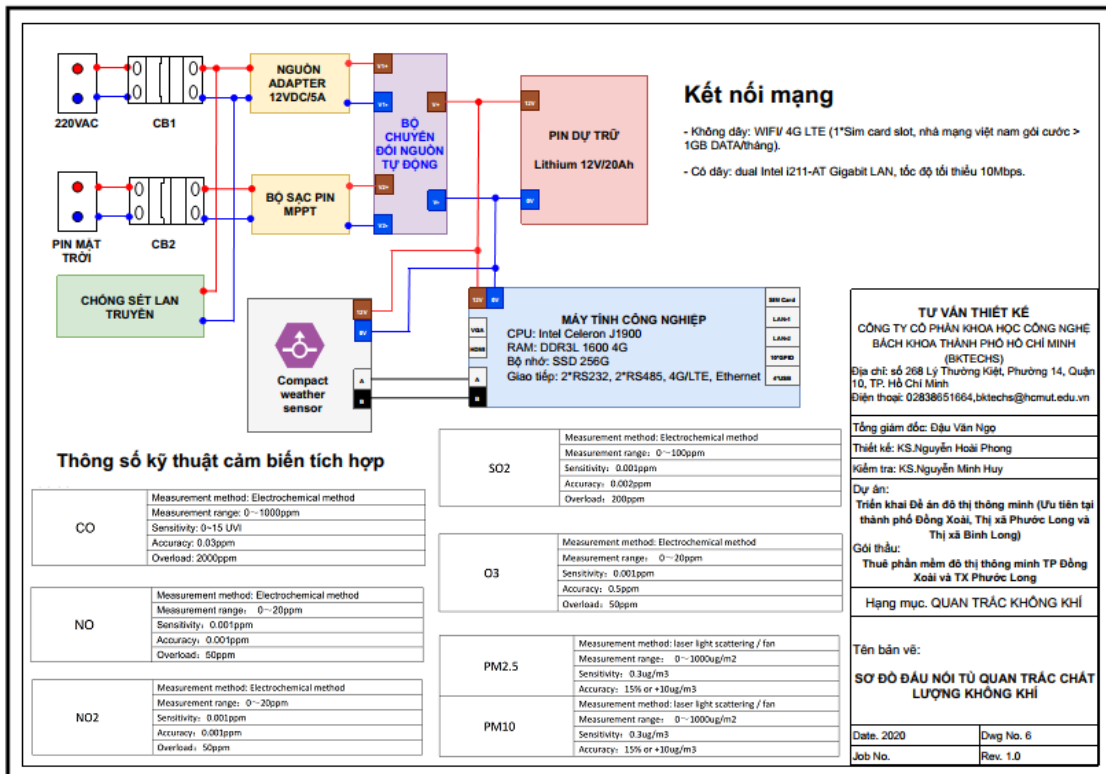 220VAC
CB1
NGUỒN
ADAPTER
12VDC/5A
V1+
V1+
BỘ
CHUYÊN
ĐỔI NGUỒN
TỰ ĐỘNG
V+
V-
V2+
V2-
12V
0V
PIN DỰ TRỮ
Lithium 12V/20Ah
PIN MẶT
TRỜI
CB2
BỘ SẠC PIN
MPPT
CHỐNG SÉT LAN
TRUYỀN
Kết nối mạng
- Không dây: WIFI/ 4G LTE (1*Sim card slot, nhà mạng việt nam gói cước >
1GB DATA/tháng).
- Có dây: dual Intel i211-AT Gigabit LAN, tốc độ tối thiểu 10Mbps.
Compact
weather
sensor
12V
0V
A
B
12V
0V
VGA
HDMI
A
B
MÁY TÍNH CÔNG NGHIỆP
CPU: Intel Celeron J1900
RAM: DDR3L 1600 4G
Bộ nhớ: SSD 256G
Giao tiếp: 2*RS232, 2*RS485, 4G/LTE, Ethernet
SIM Card
LAN-1
LAN-2
10*GPIO
4*USB
Thông số kỹ thuật cảm biến tích hợp
CO
Measurement method: Electrochemical method
Measurement range: 0～1000ppm
Sensitivity: 0~15 UVI
Accuracy: 0.03ppm
Overload: 2000ppm
NO
Measurement method: Electrochemical method
Measurement range: 0～20ppm
Sensitivity: 0.001ppm
Accuracy: 0.001ppm
Overload: 50ppm
NO2
Measurement method: Electrochemical method
Measurement range: 0～20ppm
Sensitivity: 0.001ppm
Accuracy: 0.001ppm
Overload: 50ppm
SO2
Measurement method: Electrochemical method
Measurement range: 0～100ppm
Sensitivity: 0.001ppm
Accuracy: 0.002ppm
Overload: 200ppm
O3
Measurement method: Electrochemical method
Measurement range: 0～20ppm
Sensitivity: 0.001ppm
Accuracy: 0.5ppm
Overload: 50ppm
PM2.5
Measurement method: laser light scattering / fan
Measurement range: 0～1000ug/m2
Sensitivity: 0.3ug/m3
Accuracy: 15% or +10ug/m3
PM10
Measurement method: laser light scattering / fan
Measurement range: 0～1000ug/m2
Sensitivity: 0.3ug/m3
Accuracy: 15% or +10ug/m3
TƯ VẤN THIẾT KẾ
CÔNG TY CỔ PHẦN KHOA HỌC CÔNG NGHỆ
BÁCH KHOA THÀNH PHỐ HỒ CHÍ MINH
(BKTECHS)
Địa chỉ: số 268 Lý Thường Kiệt, Phường 14, Quận
10, TP. Hồ Chí Minh
Điện thoại: 02838651664,bktechs@hcmut.edu.vn
Tổng giám đốc: Đậu Văn Ngọ
Thiết kế: KS.Nguyễn Hoài Phong
Kiểm tra: KS.Nguyễn Minh Huy
Dự án:
Triển khai Đề án đô thị thông minh (Ưu tiên tại
thành phố Đồng Xoài, Thị xã Phước Long và
Thị xã Bình Long)
Gói thầu:
Thuê phần mềm đô thị thông minh TP Đồng
Xoài và TX Phước Long
Hạng mục. QUAN TRẮC KHÔNG KHÍ
Tên bản vẽ:
SƠ ĐỒ ĐẤU NỐI TỦ QUAN TRẮC CHẤT
LƯỢNG KHÔNG KHÍ
Date. 2020
Dwg No. 6
Job No.
Rev. 1.0